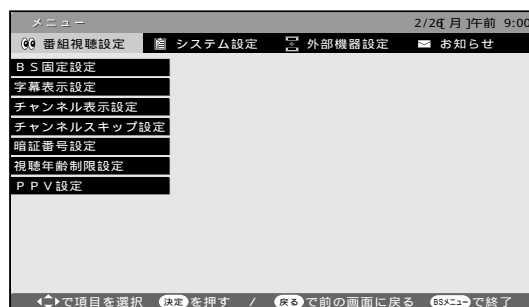 メニュー 2/26[月]午前 9:00
番組視聴設定 システム設定 外部機器設定 お知らせ
BS固定設定
字幕表示設定
チャンネル表示設定
チャンネルスキップ設定
暗証番号設定
視聴年齢制限設定
PPV設定
で項目を選択 決定を押す / 戻るで前の画面に戻る BSメニューで終了